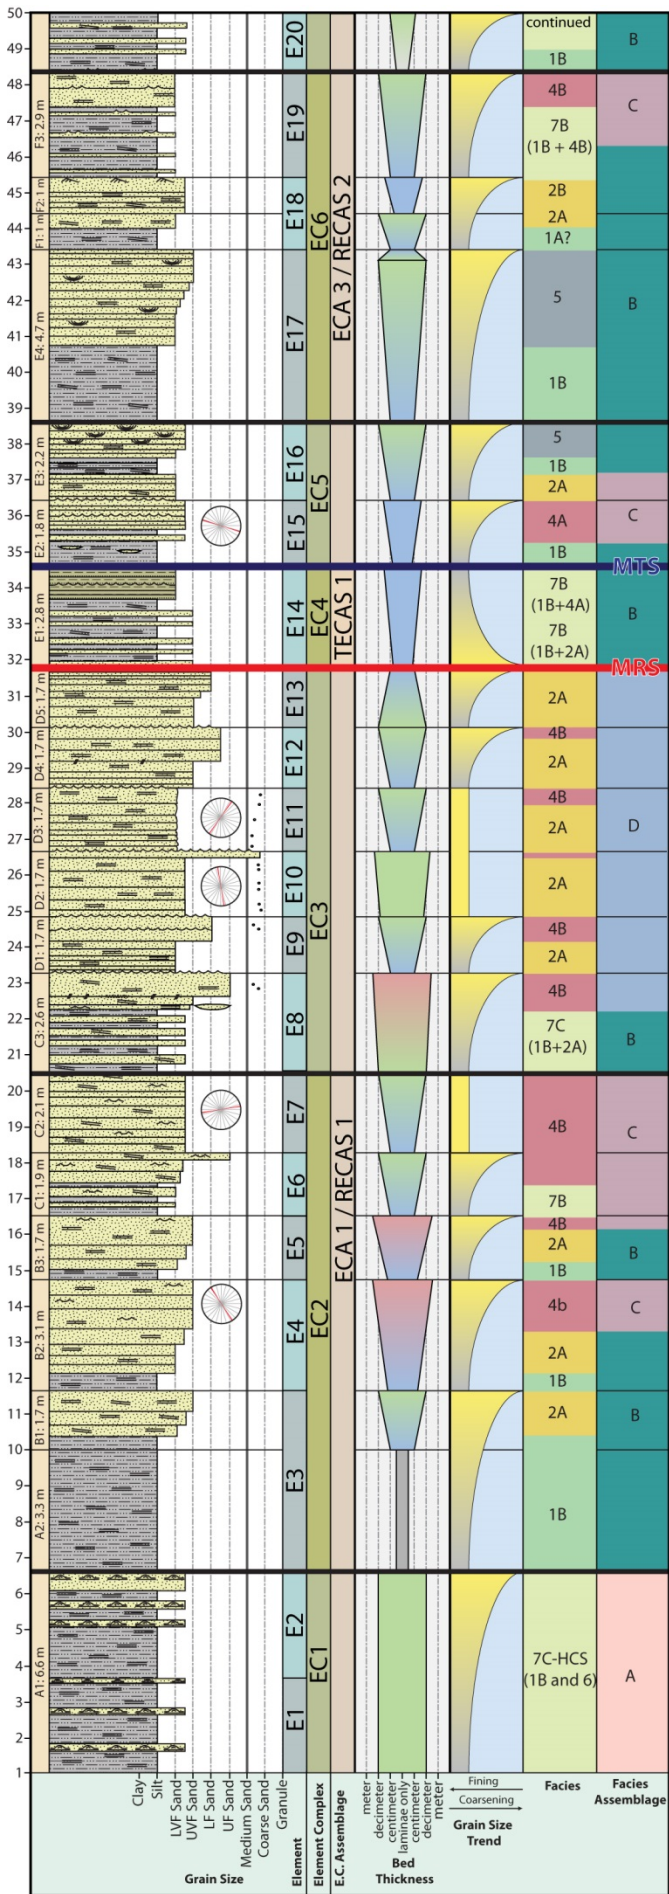 50
49
48
47
46
45
44
43
42
41
40
39
38
37
36
35
34
33
32
31
30
29
28
27
26
25
24
23
22
21
20
19
18
17
16
15
14
13
12
11
10
9
8
7
6
5
4
3
2
1
F3: 2.9 m
F2: 1 m
F1: 1 m
E4: 4.7 m
E3: 2.2 m
E2: 1.8 m
E1: 2.8 m
D5: 1.7 m
D4: 1.7 m
D3: 1.7 m
D2: 1.7 m
D1: 1.7 m
C3: 2.6 m
C2: 2.1 m
C1: 1.9 m
B3: 1.7 m
B2: 3.1 m
B1: 1.7 m
A2: 3.3 m
A1: 6.6 m
E20
E19
E18
E17
E16
E15
E14
E13
E12
E11
E10
E9
E8
E7
E6
E5
E4
E3
E2
E1
EC6
EC5
EC4
EC3
EC2
EC1
ECA 3 / RECAS 2
TECAS 1
ECA 1 / RECAS 1
continued
1B
4B
7B
(1B + 4B)
2B
2A
1A?
5
1B
5
1B
2A
4A
1B
7B
(1B+4A)
7B
(1B+2A)
2A
4B
2A
4B
2A
2A
4B
2A
4B
7C
(1B+2A)
4B
7B
4B
2A
1B
4b
2A
1B
2A
1B
7C-HCS
(1B and 6)
B
C
B
C
MTS
B
MRS
D
B
C
B
C
B
A
Clay
Silt
LVF Sand
UVF Sand
LF Sand
UF Sand
Medium Sand
Coarse Sand
Granule
Grain Size
Element
Element Complex
E.C. Assemblage
meter
decimeter
centimeter
laminae only
centimeter
decimeter
meter
Bed
Thickness
Fining
Coarsening
Grain Size
Trend
Facies
Facies
Assemblage